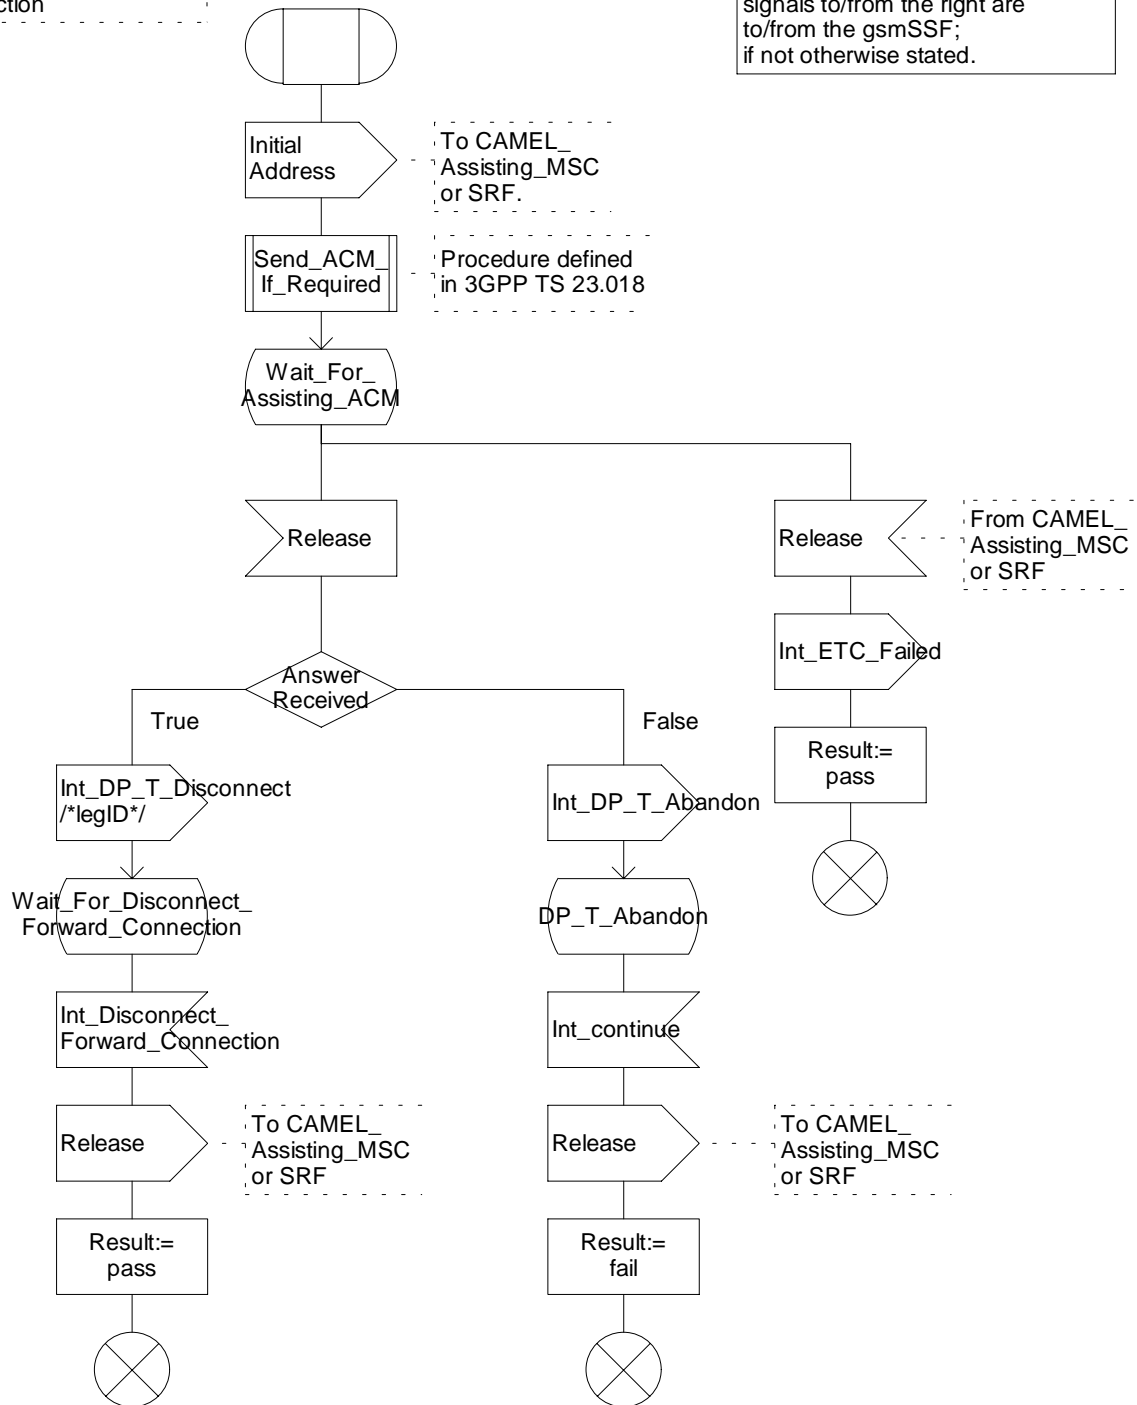 signals to/from the right are
to/from the gsmSSF;
if not otherwise stated.
Initial
Address
To CAMEL_
Assisting_MSC
or SRF.
Send_ACM_
If_Required
Procedure defined
in 3GPP TS 23.018
Wait_For_
Assisting_ACM
Release
Release
From CAMEL_
Assisting_MSC
or SRF
Int_ETC_Failed
Answer
Received
True
False
Result:=
pass
Int_DP_T_Disconnect
/*legID*/
Int_DP_T_Abandon
Wait_For_Disconnect_
Forward_Connection
DP_T_Abandon
Int_Disconnect_
Forward_Connection
Int_continue
Release
To CAMEL_
Assisting_MSC
or SRF
Release
To CAMEL_
Assisting_MSC
or SRF
Result:=
pass
Result:=
fail